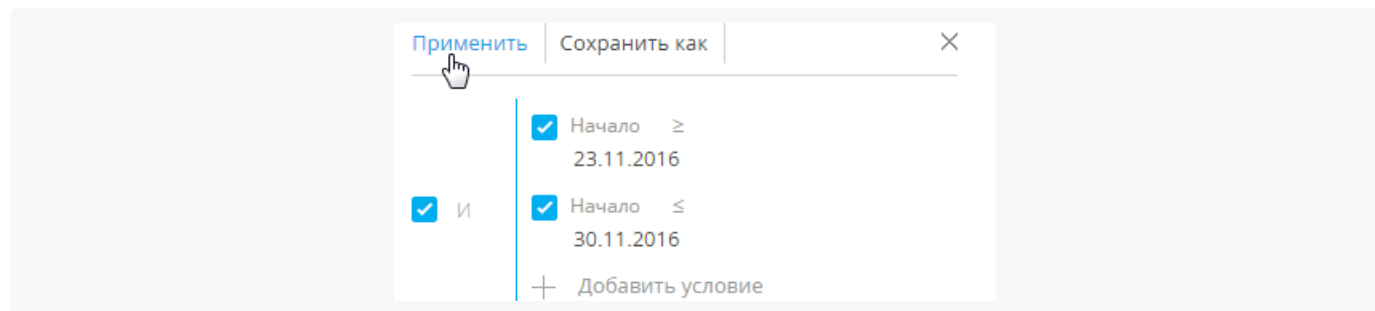 Применить Сохранить как
Начало ≥
23.11.2016
И Начало ≤
30.11.2016
Добавить условие